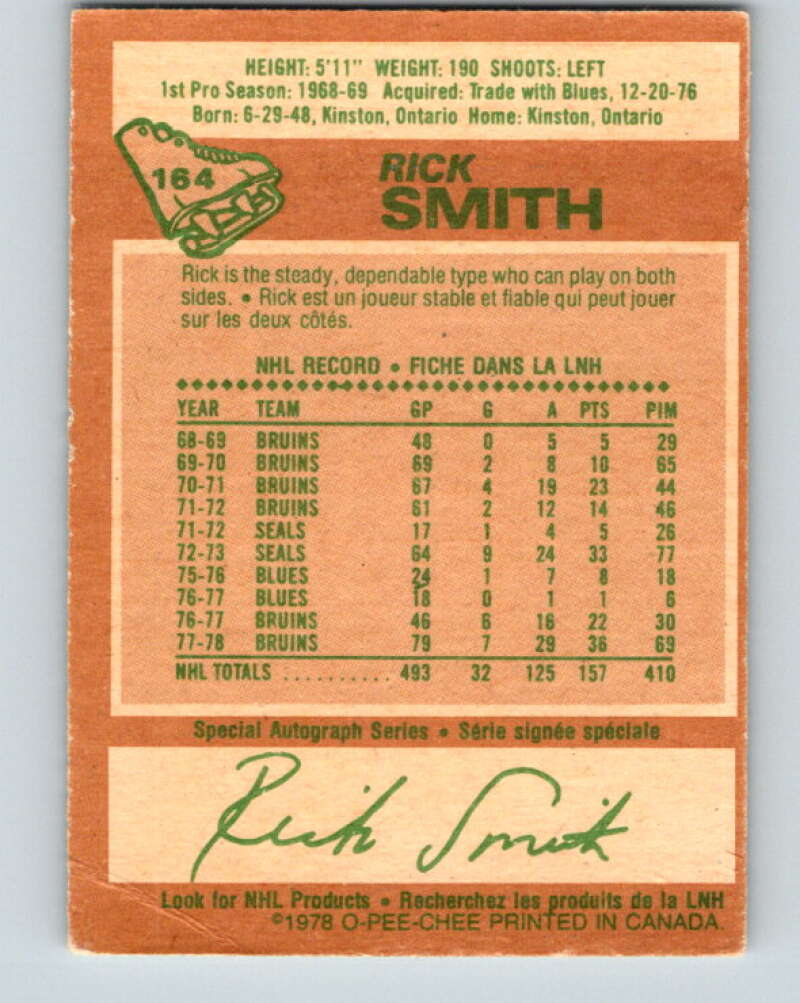 HEIGHT: 5'11" WEIGHT: 190 SHOOTS: LEFT
1st Pro Season: 1968-69 Acquired: Trade with Blues, 12-20-76
Born: 6-29-48, Kinston, Ontario Home: Kinston, Ontario
164
RICK
SMITH
Rick is the steady, dependable type who can play on both
sides. • Rick est un joueur stable et fiable qui peut jouer
sur les deux côtés.
NHL RECORD • FICHE DANS LA LNH
YEAR TEAM GP G A PTS PIM
68-69 BRUINS 48 0 5 5 29
69-70 BRUINS 69 2 8 10 65
70-71 BRUINS 67 4 19 23 44
71-72 BRUINS 61 2 12 14 46
71-72 SEALS 17 1 4 5 26
72-73 SEALS 64 9 24 33 77
75-76 BLUES 24 1 7 8 18
76-77 BLUES 18 0 1 1 6
76-77 BRUINS 46 6 16 22 30
77-78 BRUINS 79 7 29 36 69
NHL TOTALS .......... 493 32 125 157 410
Special Autograph Series • Série signée spéciale
Rick Smith
Look for NHL Products • Recherchez les produits de la LNH
©1978 O-PEE-CHEE PRINTED IN CANADA.